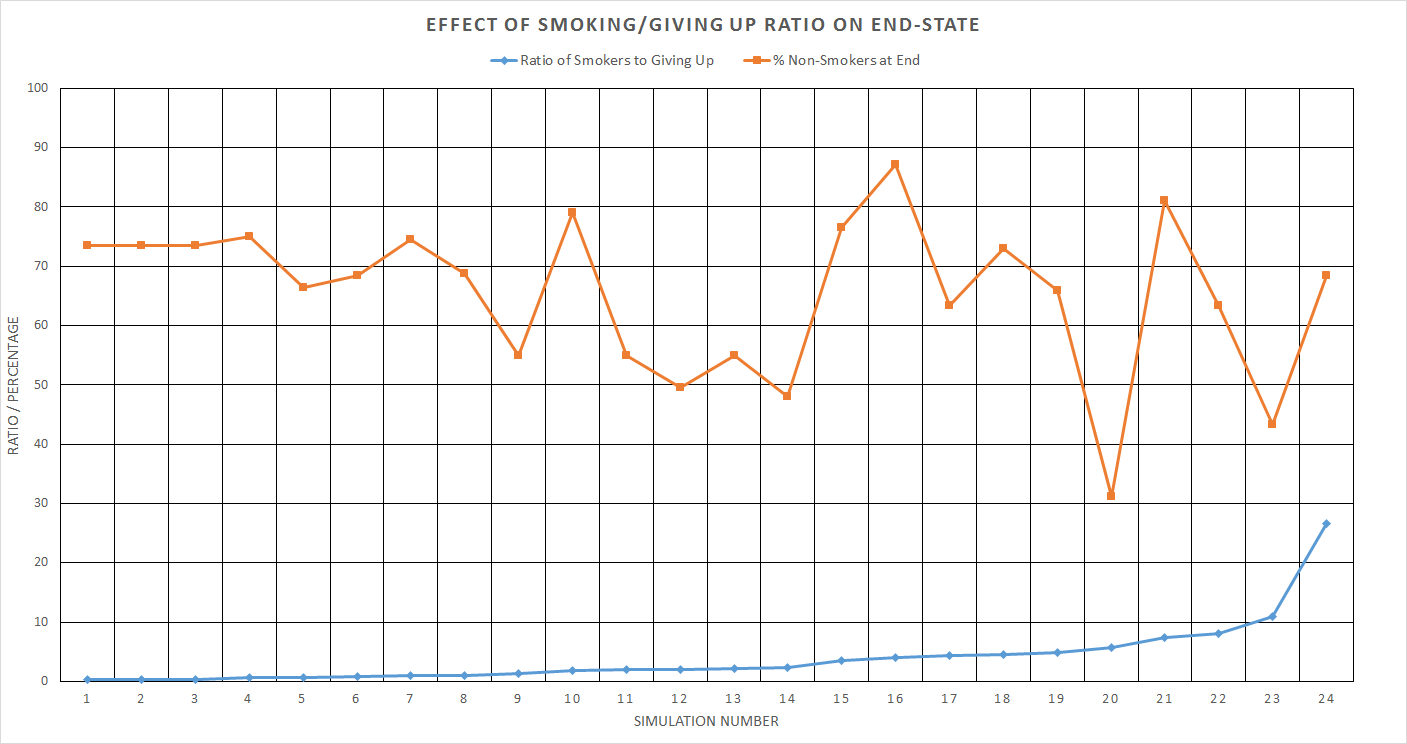 EFFECT OF SMOKING/GIVING UP RATIO ON END-STATE
Ratio of Smokers to Giving Up % Non-Smokers at End
100
90
80
70
60
50
40
30
20
10
0
RATIO / PERCENTAGE
1 2 3 4 5 6 7 8 9 10 11 12 13 14 15 16 17 18 19 20 21 22 23 24
SIMULATION NUMBER